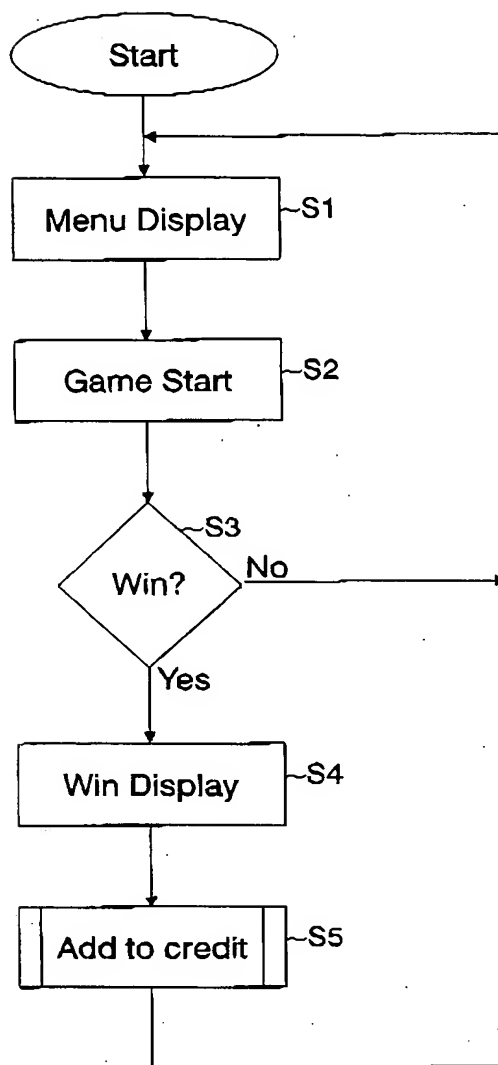 Start
Menu Display
S1
Game Start
S2
S3
Win?
No
Yes
Win Display
S4
Add to credit
S5